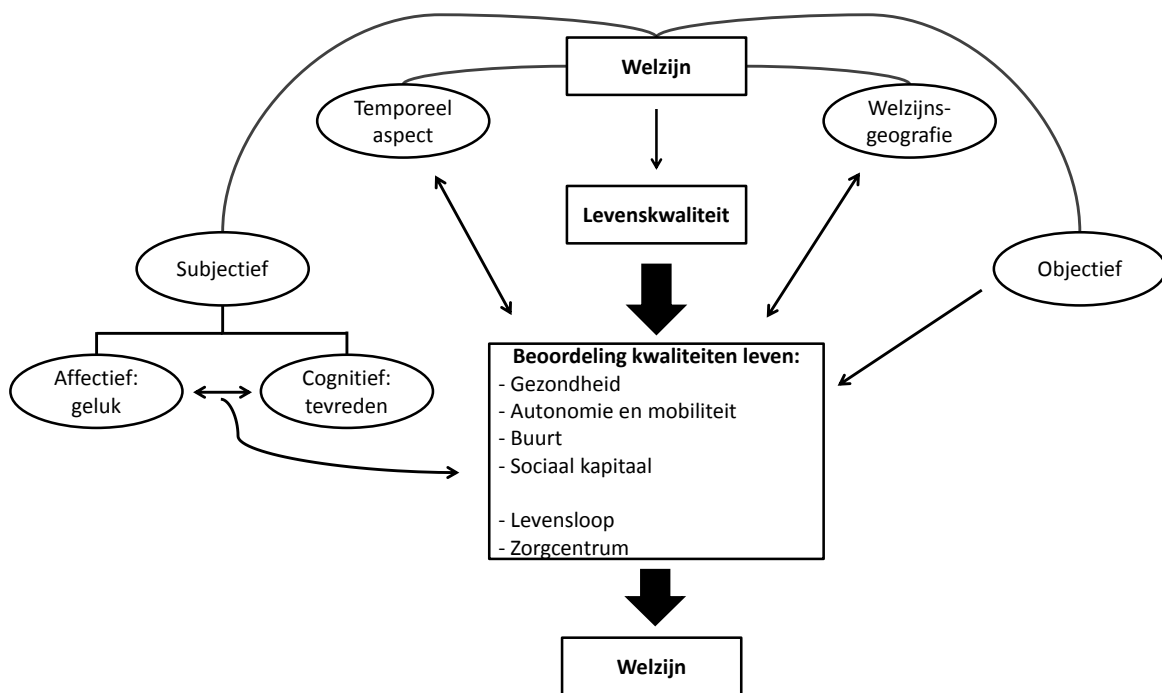 Welzijn
Temporeel
aspect
Welzijns-
geografie
Levenskwaliteit
Subjectief
Objectief
Affectief:
geluk
Cognitief:
tevreden
Beoordeling kwaliteiten leven:
- Gezondheid
- Autonomie en mobiliteit
- Buurt
- Sociaal kapitaal
- Levensloop
- Zorgcentrum
Welzijn